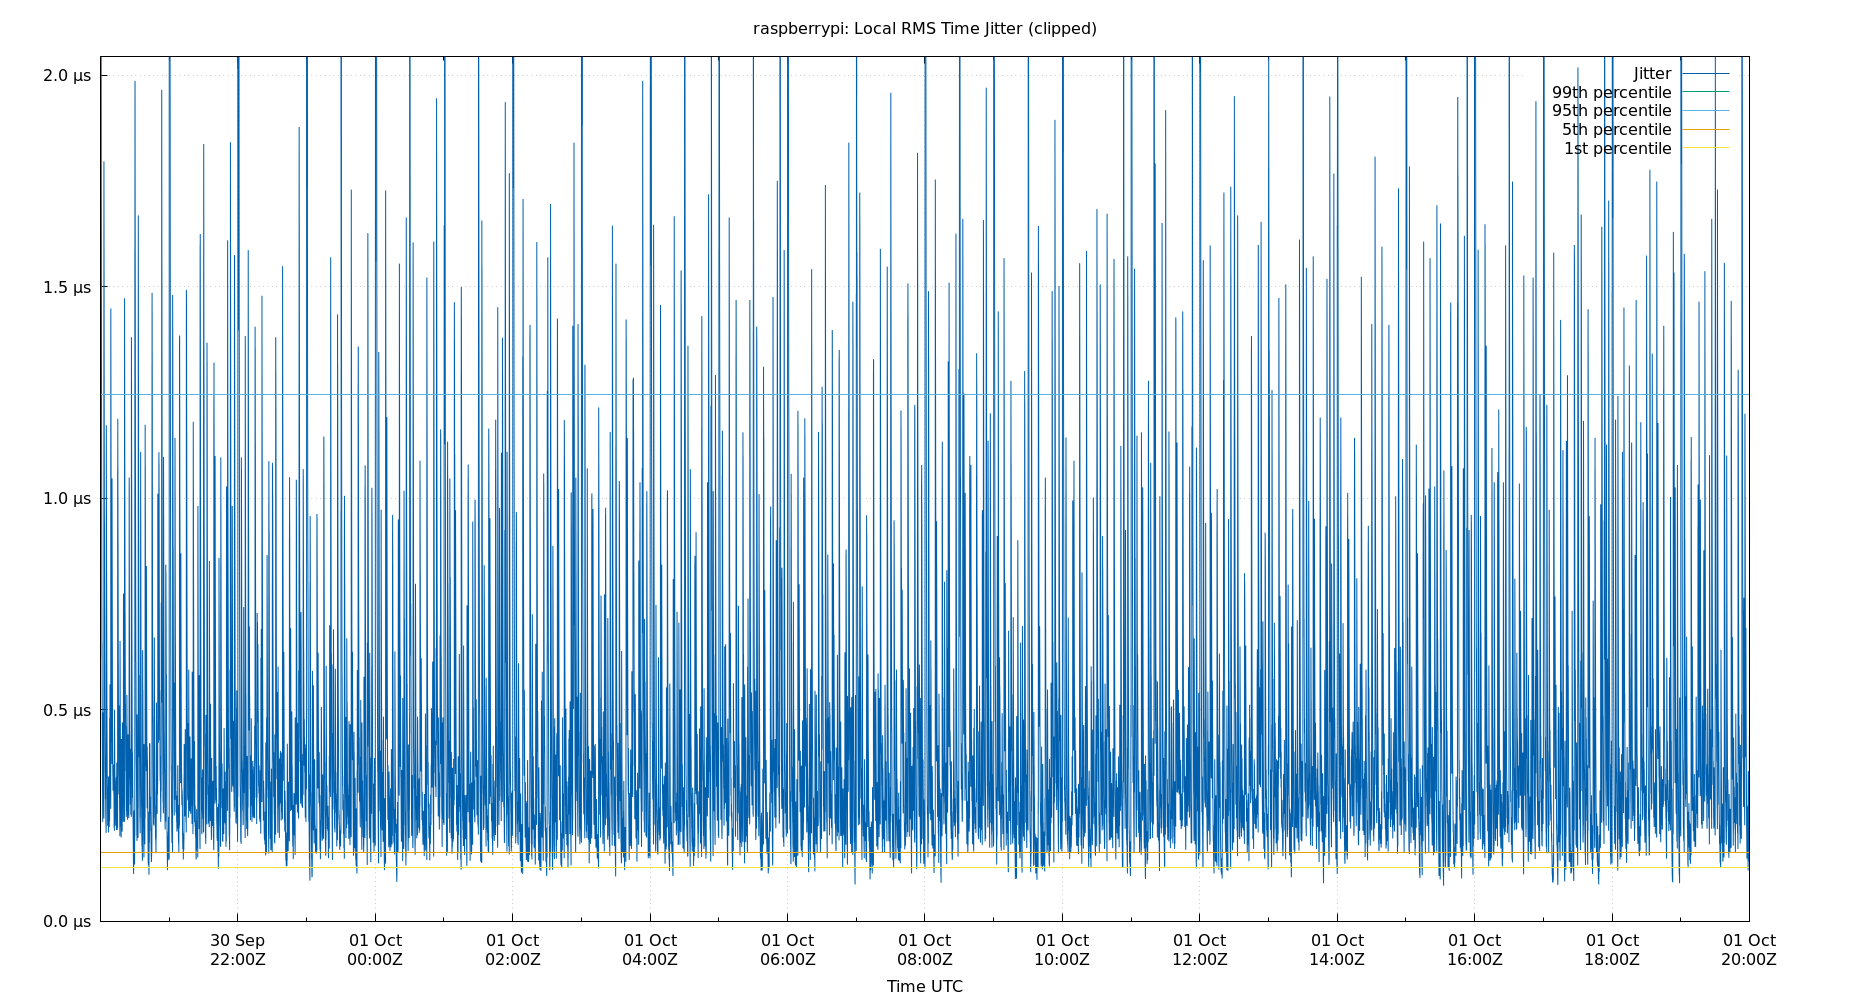 raspberrypi: Local RMS Time Jitter (clipped)
2.0 µs
1.5 µs
1.0 µs
0.5 µs
0.0 µs
Jitter
99th percentile
95th percentile
5th percentile
1st percentile
30 Sep
22:00Z
01 Oct
00:00Z
01 Oct
02:00Z
01 Oct
04:00Z
01 Oct
06:00Z
01 Oct
08:00Z
01 Oct
10:00Z
01 Oct
12:00Z
01 Oct
14:00Z
01 Oct
16:00Z
01 Oct
18:00Z
01 Oct
20:00Z
Time UTC